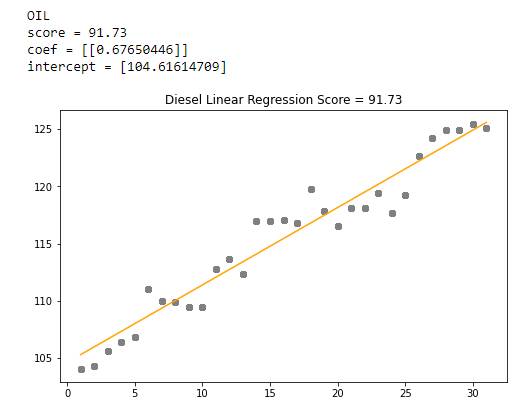 OIL
score = 91.73
coef = [[0.67650446]]
intercept = [104.61614709]
Diesel Linear Regression Score = 91.73
125
120
115
110
105
0 5 10 15 20 25 30